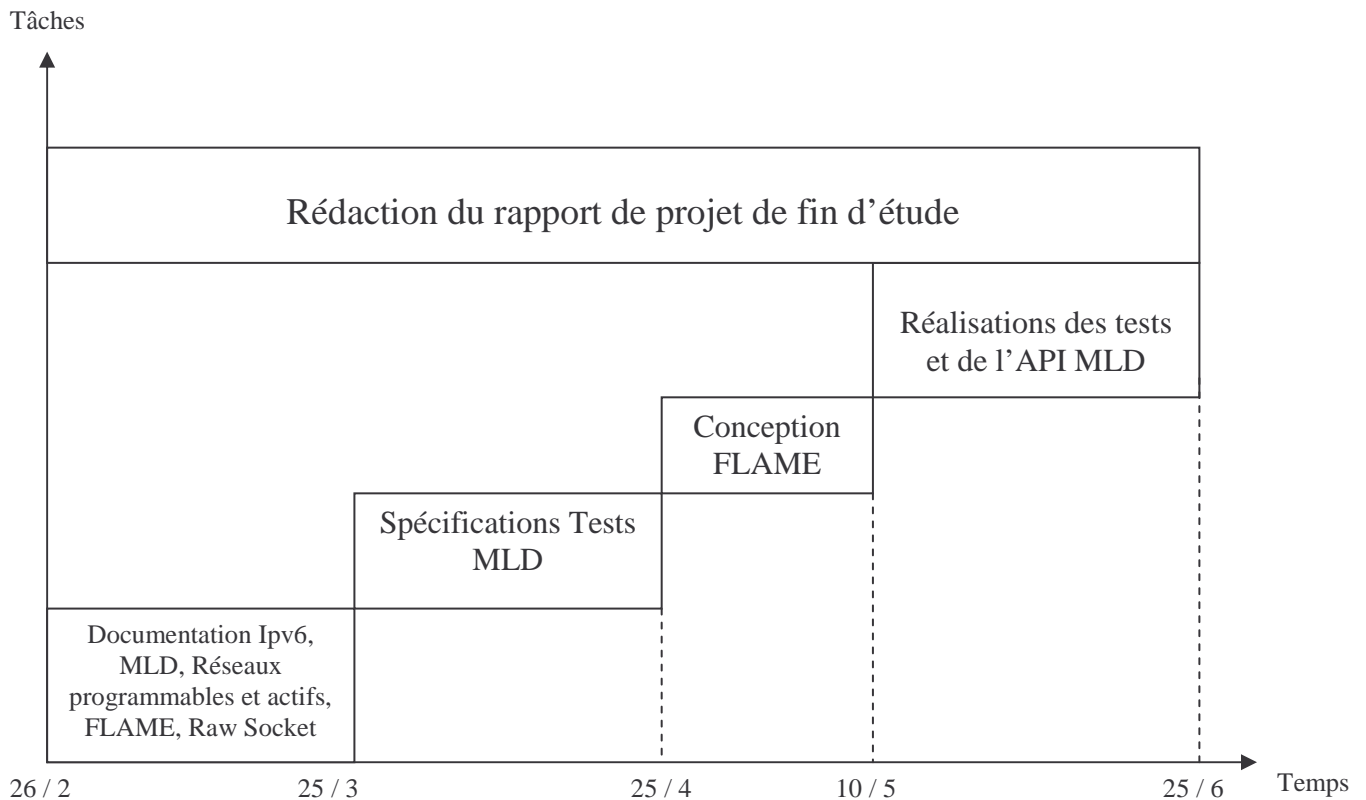 Tâches
Rédaction du rapport de projet de fin d’étude
Réalisations des tests
et de l’API MLD
Conception
FLAME
Spécifications Tests
MLD
Documentation Ipv6,
MLD, Réseaux
programmables et actifs,
FLAME, Raw Socket
26 / 2
25 / 3
25 / 4
10 / 5
25 / 6
Temps